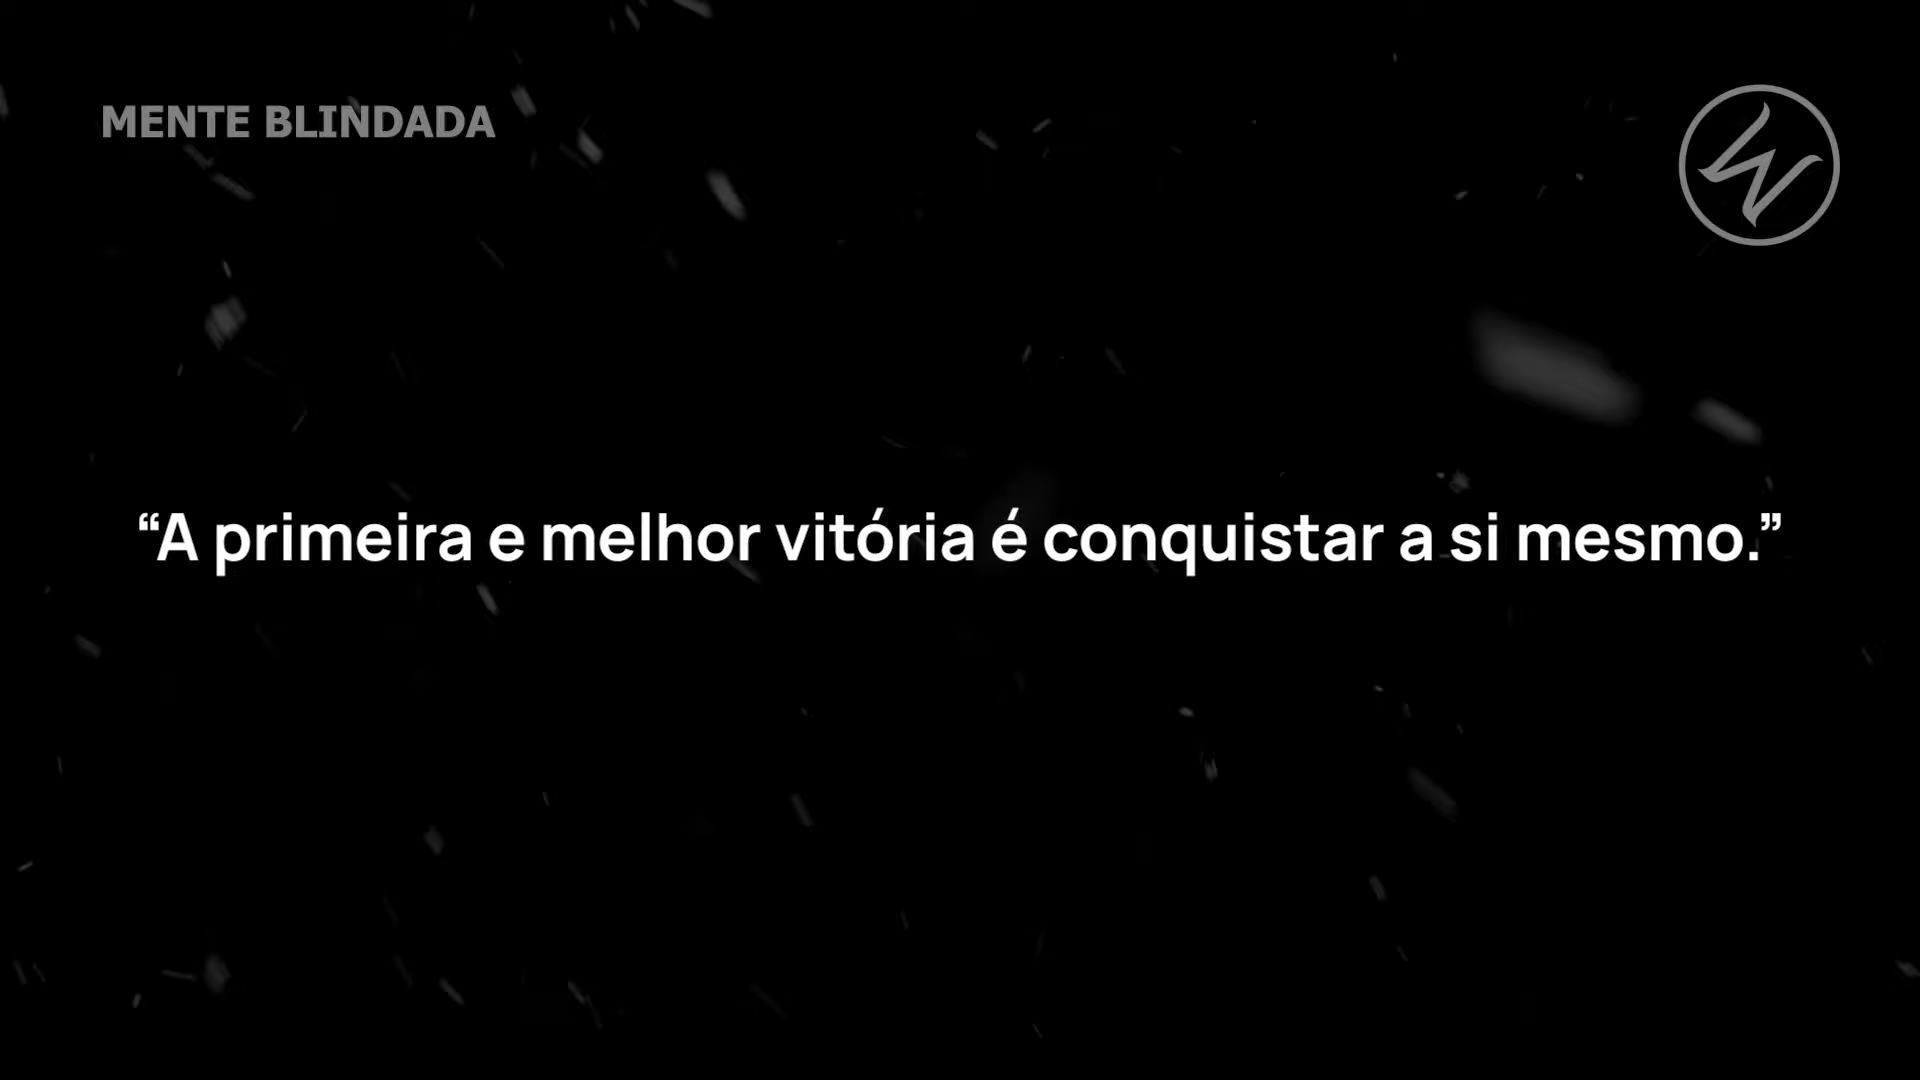 MENTE BLINDADA
“A primeira e melhor vitória é conquistar a si mesmo.”